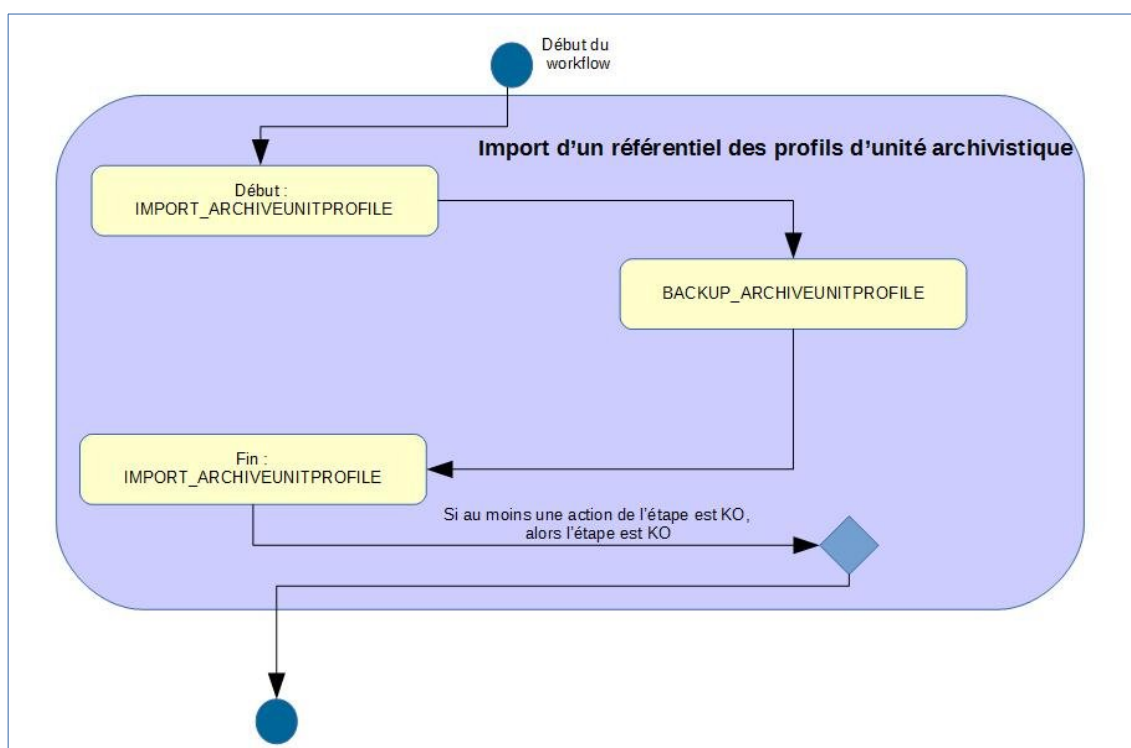 Début du
workflow
Import d’un référentiel des profils d’unité archivistique
Début :
IMPORT_ARCHIVEUNITPROFILE
BACKUP_ARCHIVEUNITPROFILE
Fin :
IMPORT_ARCHIVEUNITPROFILE
Si au moins une action de l’étape est KO,
alors l’étape est KO